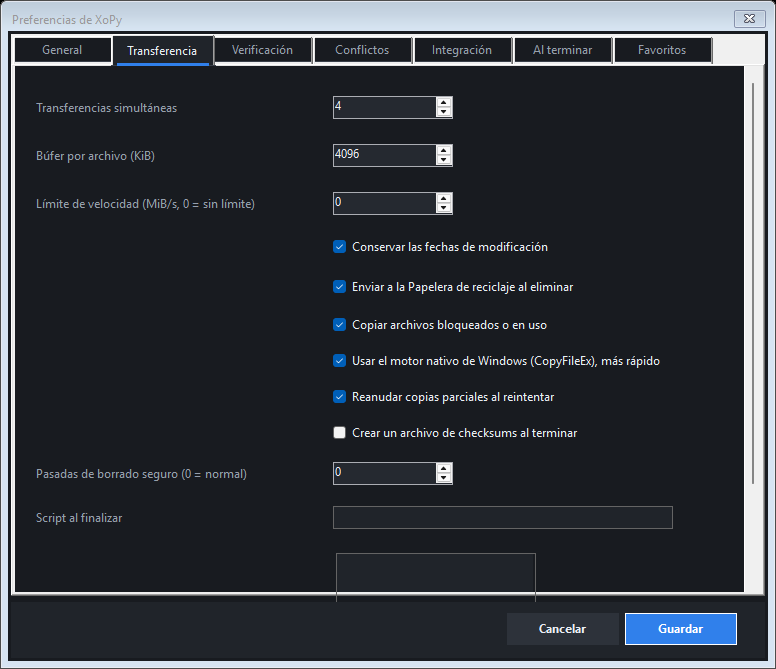 Preferencias de XoPy
General Transferencia Verificación Conflictos Integración Al terminar Favoritos
Transferencias simultáneas 4
Búfer por archivo (KiB) 4096
Límite de velocidad (MiB/s, 0 = sin límite) 0
Conservar las fechas de modificación
Enviar a la Papelera de reciclaje al eliminar
Copiar archivos bloqueados o en uso
Usar el motor nativo de Windows (CopyFileEx), más rápido
Reanudar copias parciales al reintentar
Crear un archivo de checksums al terminar
Pasadas de borrado seguro (0 = normal) 0
Script al finalizar
Cancelar Guardar